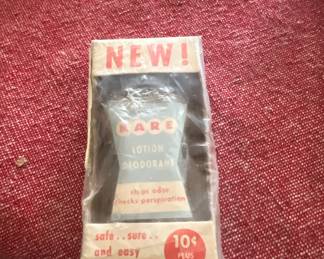 NEW!
RARE
LOTION
DEODORANT
stops odor
checks perspiration
safe..sure..
and easy
10¢
PLUS